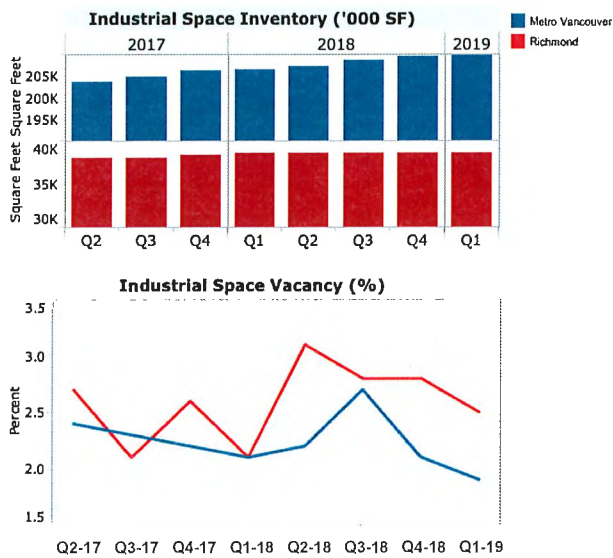 Industrial Space Inventory ('000 SF)
Metro Vancouver
Richmond
2017 2018 2019
Square Feet
205K
200K
195K
Square Feet
40K
35K
30K
Q2 Q3 Q4 Q1 Q2 Q3 Q4 Q1
Industrial Space Vacancy (%)
Percent
3.5
3.0
2.5
2.0
1.5
Q2-17 Q3-17 Q4-17 Q1-18 Q2-18 Q3-18 Q4-18 Q1-19